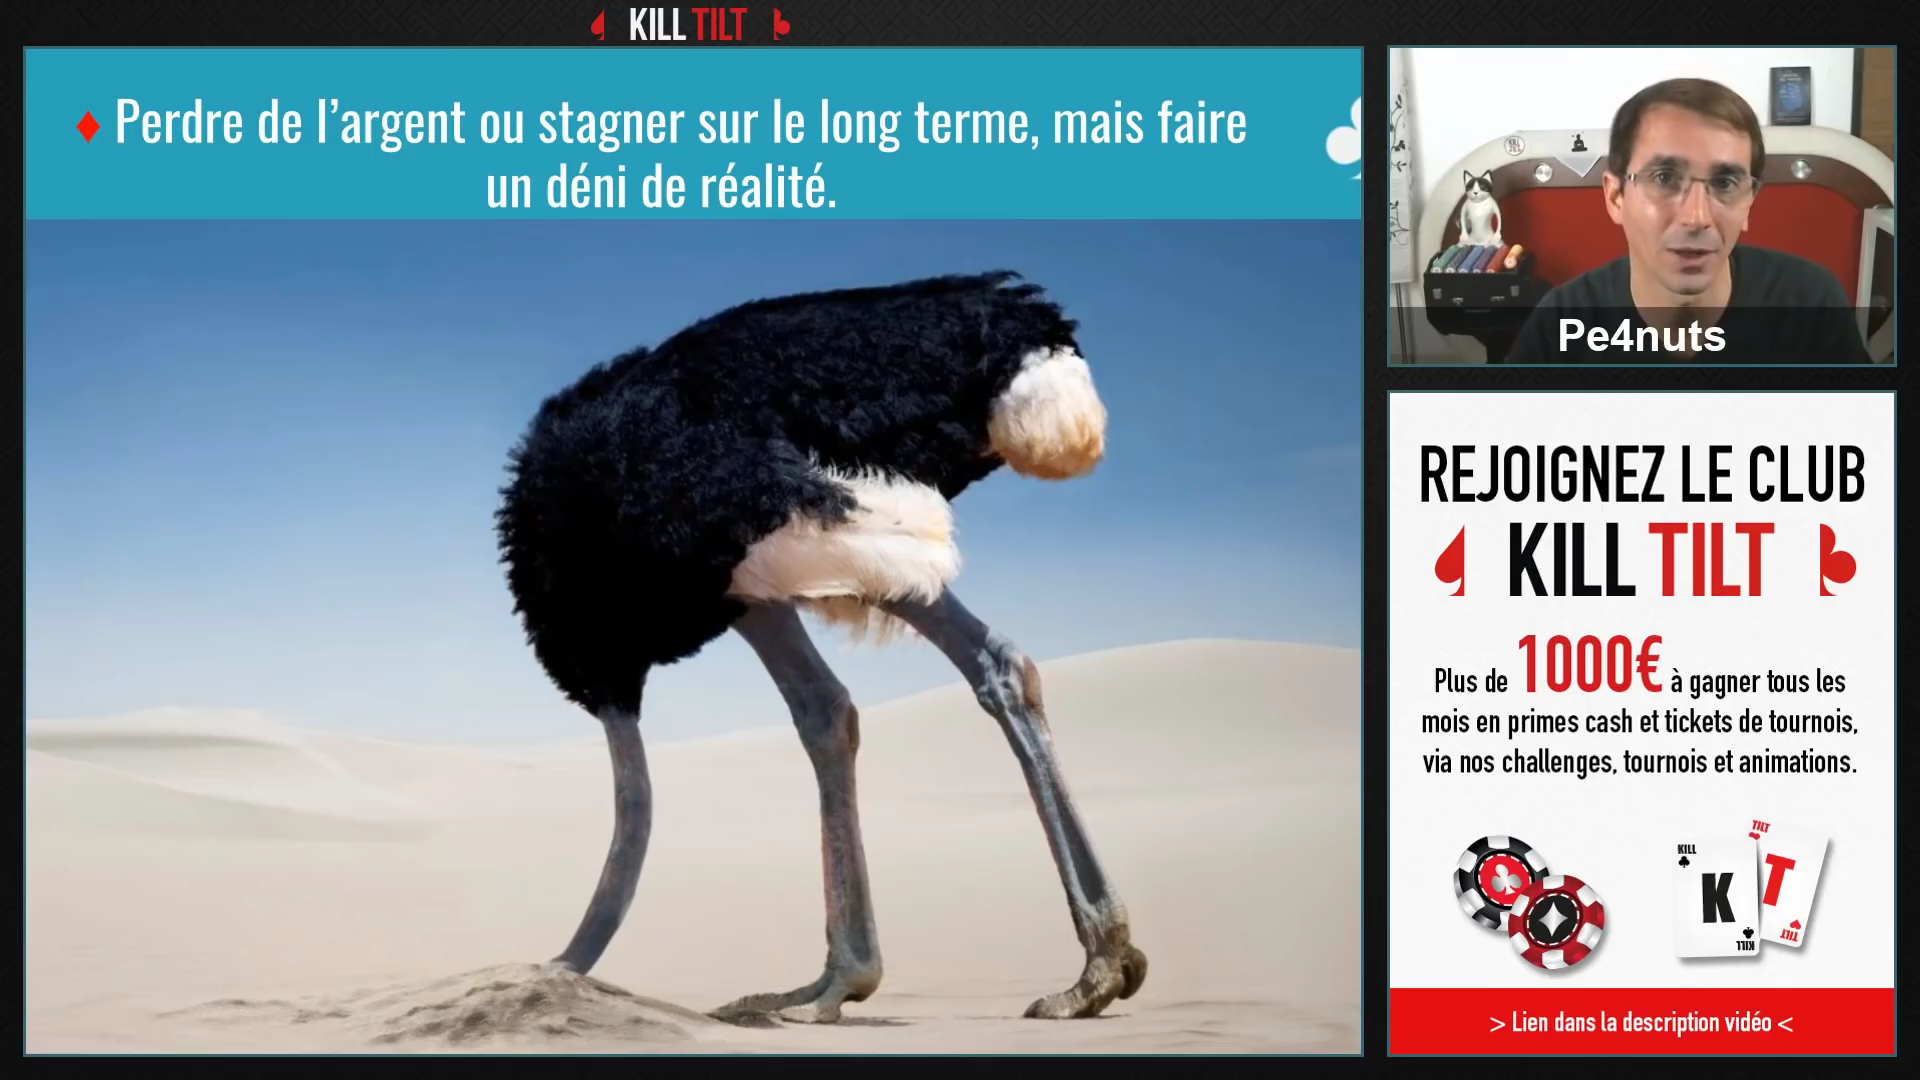 KILL TILT
♦ Perdre de l’argent ou stagner sur le long terme, mais faire
un déni de réalité.
Pe4nuts
REJOIGNEZ LE CLUB
KILL TILT
Plus de 1000€ à gagner tous les
mois en primes cash et tickets de tournois,
via nos challenges, tournois et animations.
KILL
K
KILL
TILT
T
TILT
> Lien dans la description vidéo <